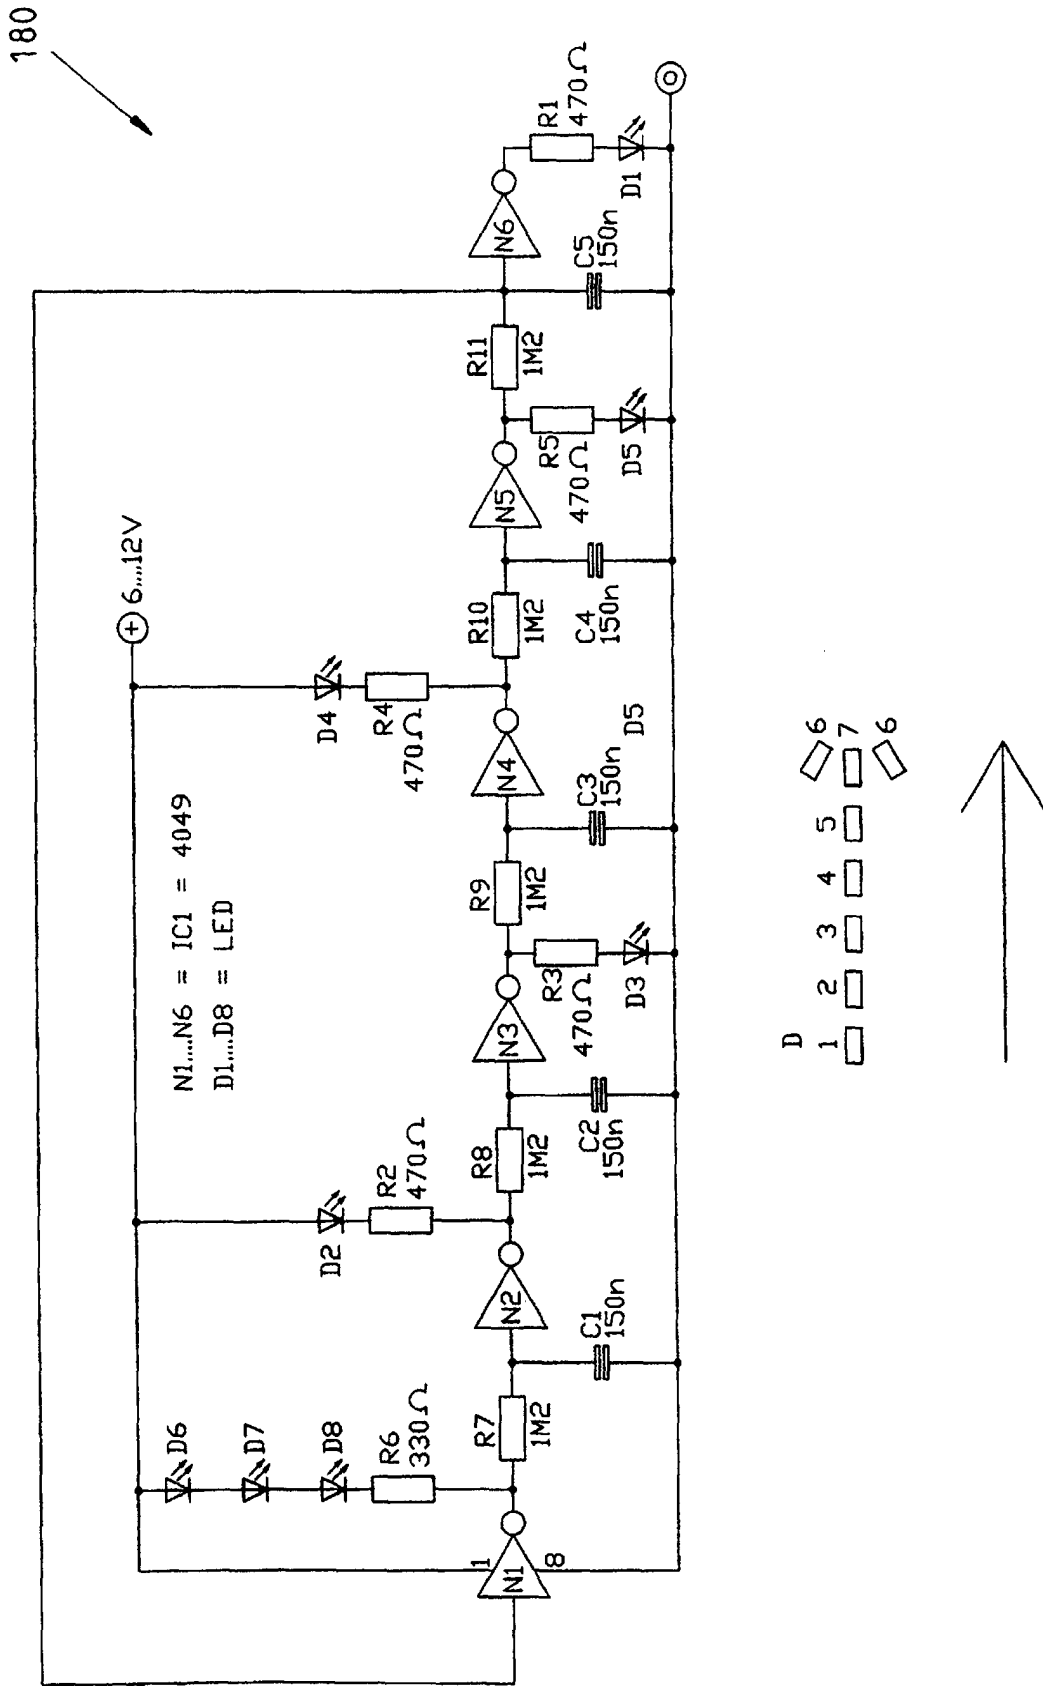 180
⊕ 6....12V
N1....N6 = IC1 = 4049
D1....D8 = LED
D6
D7
D8
R6
330Ω
D2
R2
470Ω
D4
R4
470Ω
1
N1
8
R7
1M2
N2
C1
150n
R8
1M2
N3
C2
150n
R3
470Ω
D3
R9
1M2
N4
C3
150n
D5
R10
1M2
N5
C4
150n
R5
470Ω
D5
R11
1M2
N6
C5
150n
R1
470Ω
D1
D
1 2 3 4 5 6
7
6